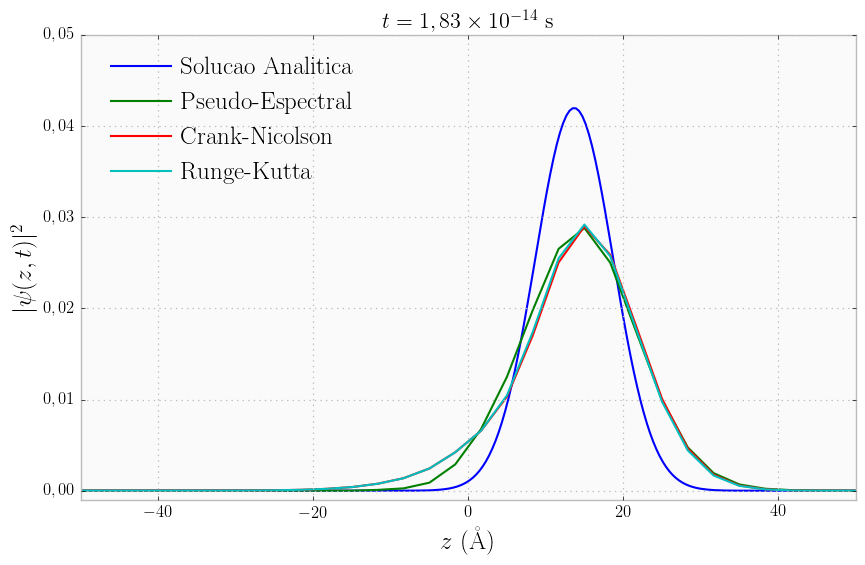 t = 1,83 × 10⁻¹⁴ s
0,05
0,04
0,03
0,02
0,01
0,00
|ψ(z, t)|²
Solucao Analitica
Pseudo-Espectral
Crank-Nicolson
Runge-Kutta
−40 −20 0 20 40
z (Å)